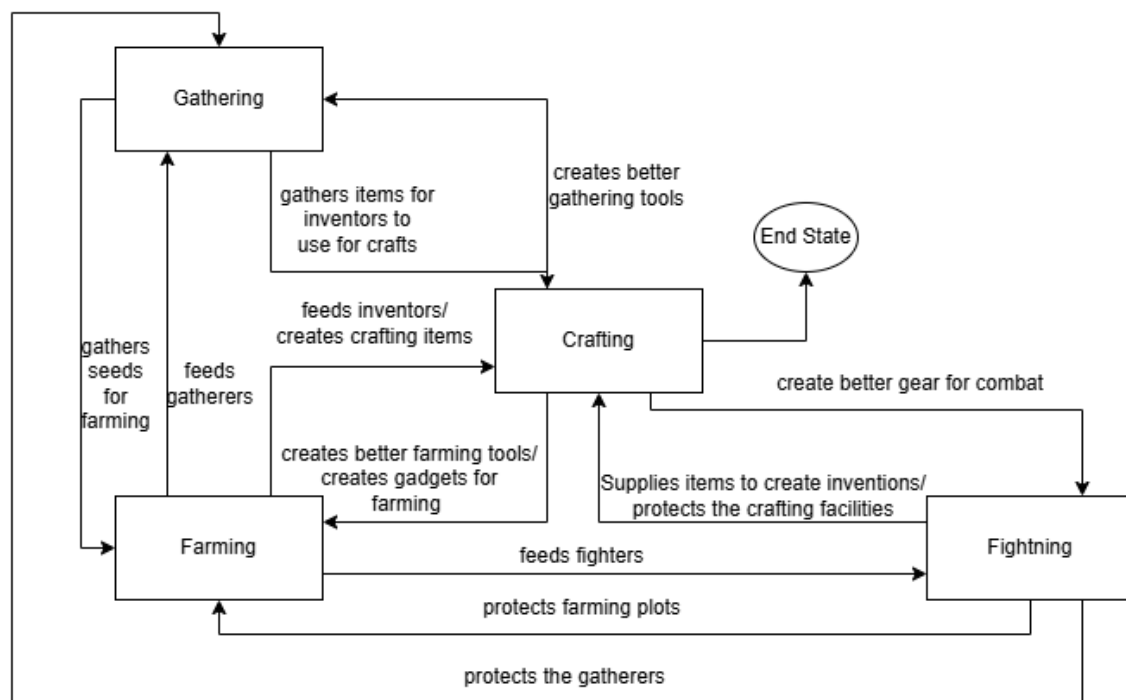 Gathering
creates better
gathering tools
gathers items for
inventors to
use for crafts
End State
feeds inventors/
creates crafting items
Crafting
gathers
seeds
for
farming
feeds
gatherers
create better gear for combat
creates better farming tools/
creates gadgets for
farming
Supplies items to create inventions/
protects the crafting facilities
Farming
feeds fighters
Fightning
protects farming plots
protects the gatherers